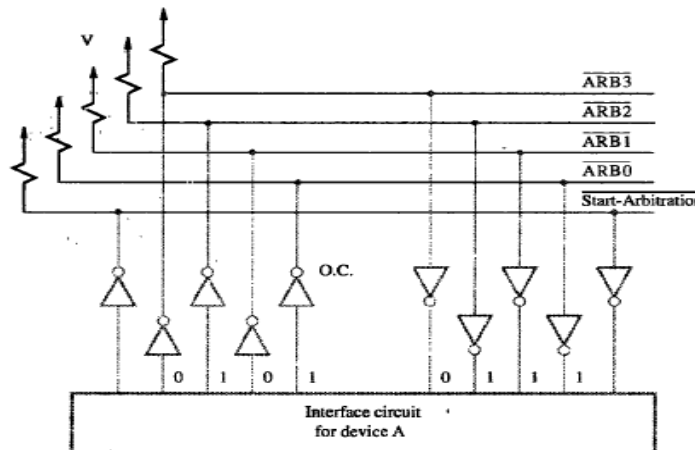 V
ARB3
ARB2
ARB1
ARB0
Start-Arbitration
O.C.
0 1 0 1 0 1 1 1
Interface circuit
for device A